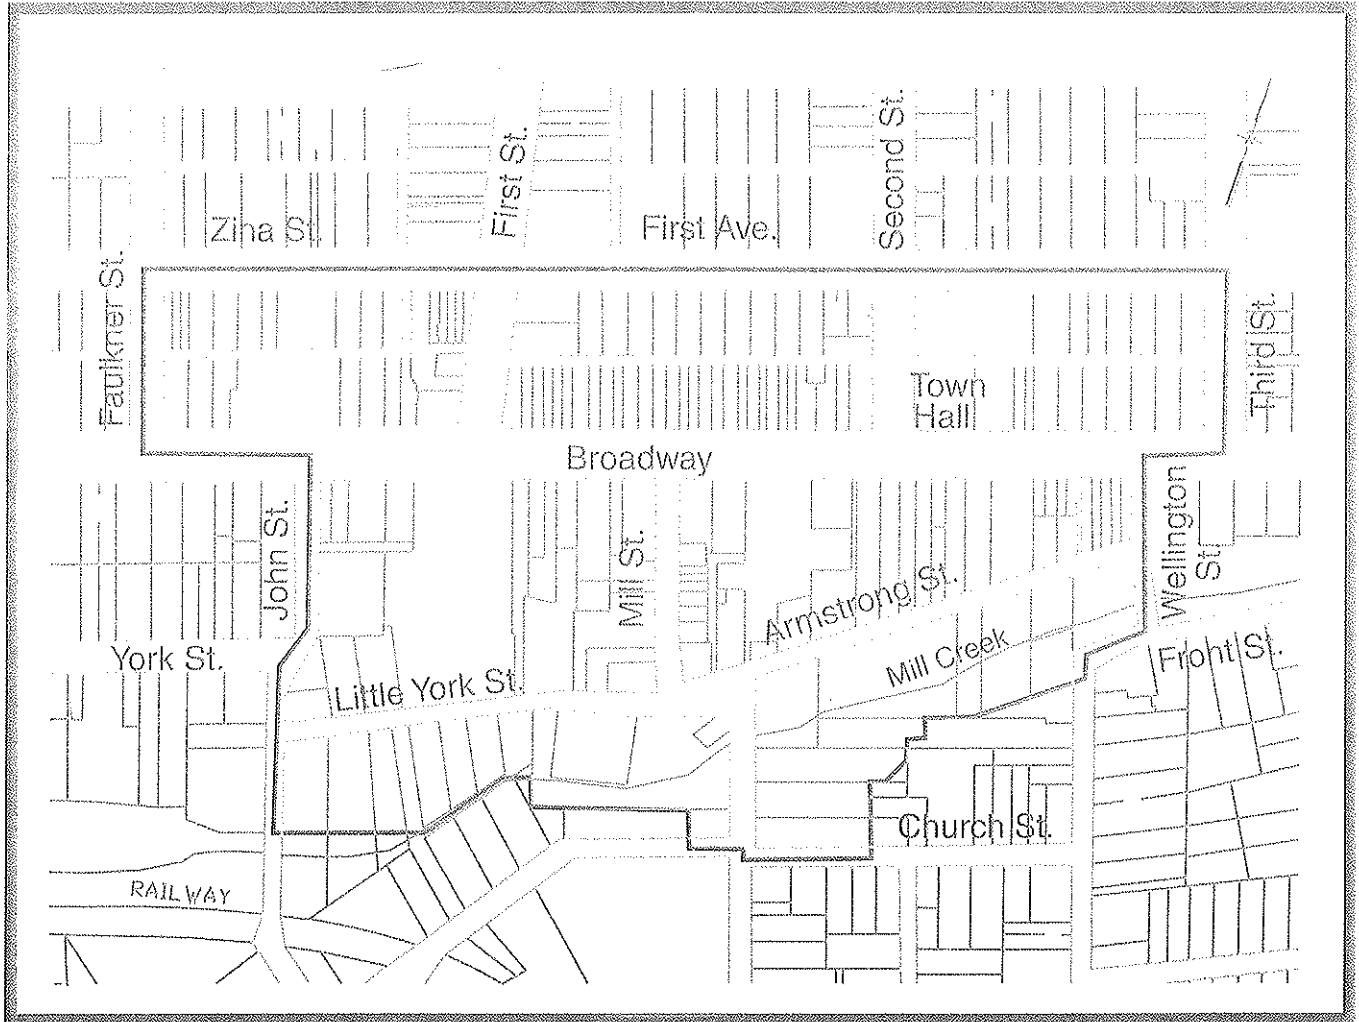 First St.
Second St.
Zina St.
First Ave.
Faulkner St.
Third St.
Town
Hall
Broadway
John St.
Mill St.
Wellington
St.
Armstrong St.
York St.
Mill Creek
Front St.
Little York St.
Church St.
RAILWAY